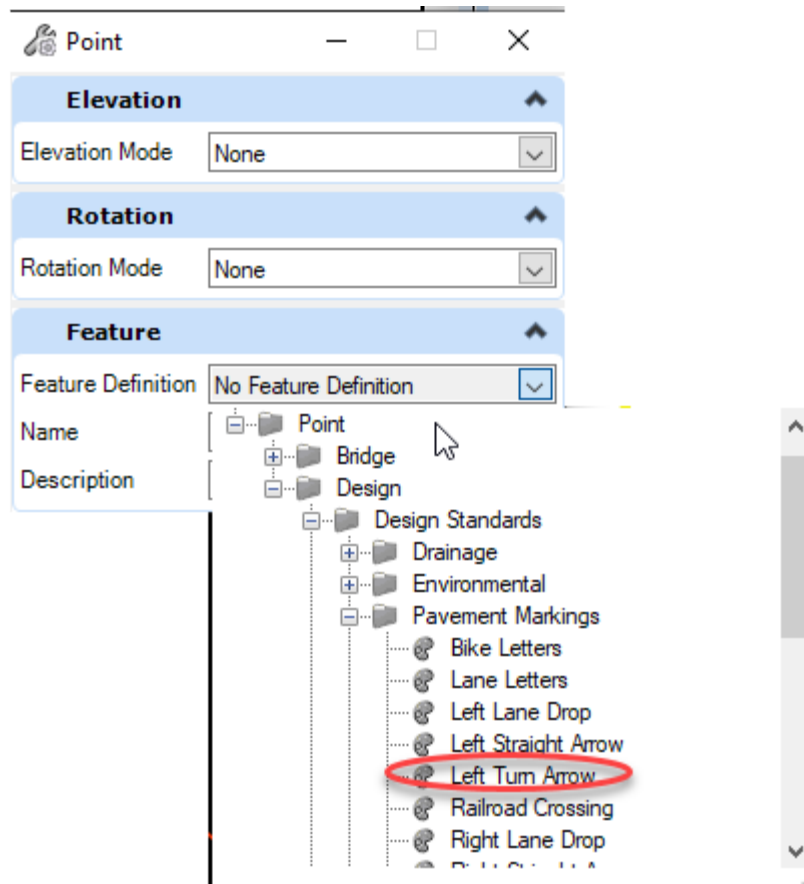 Point
Elevation
Elevation Mode None
Rotation
Rotation Mode None
Feature
Feature Definition No Feature Definition
Name
Description
Point
Bridge
Design
Design Standards
Drainage
Environmental
Pavement Markings
Bike Letters
Lane Letters
Left Lane Drop
Left Straight Arrow
Left Turn Arrow
Railroad Crossing
Right Lane Drop